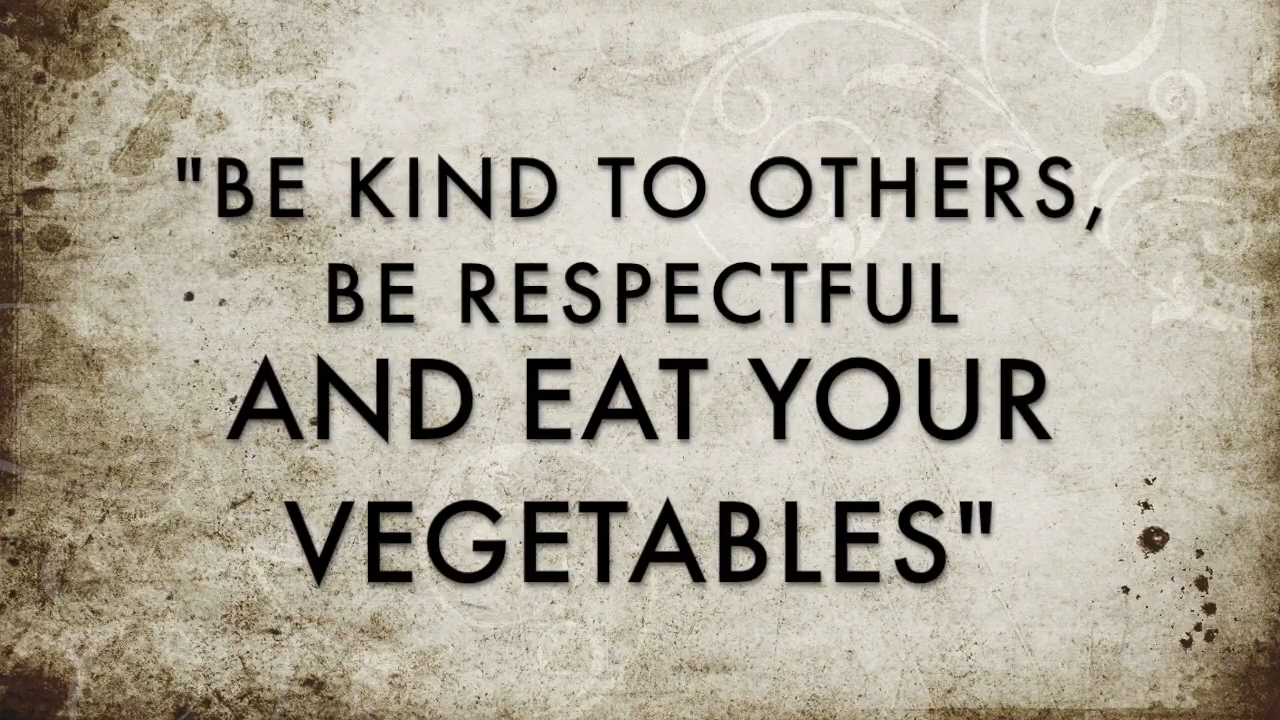 "BE KIND TO OTHERS,
BE RESPECTFUL
AND EAT YOUR
VEGETABLES"